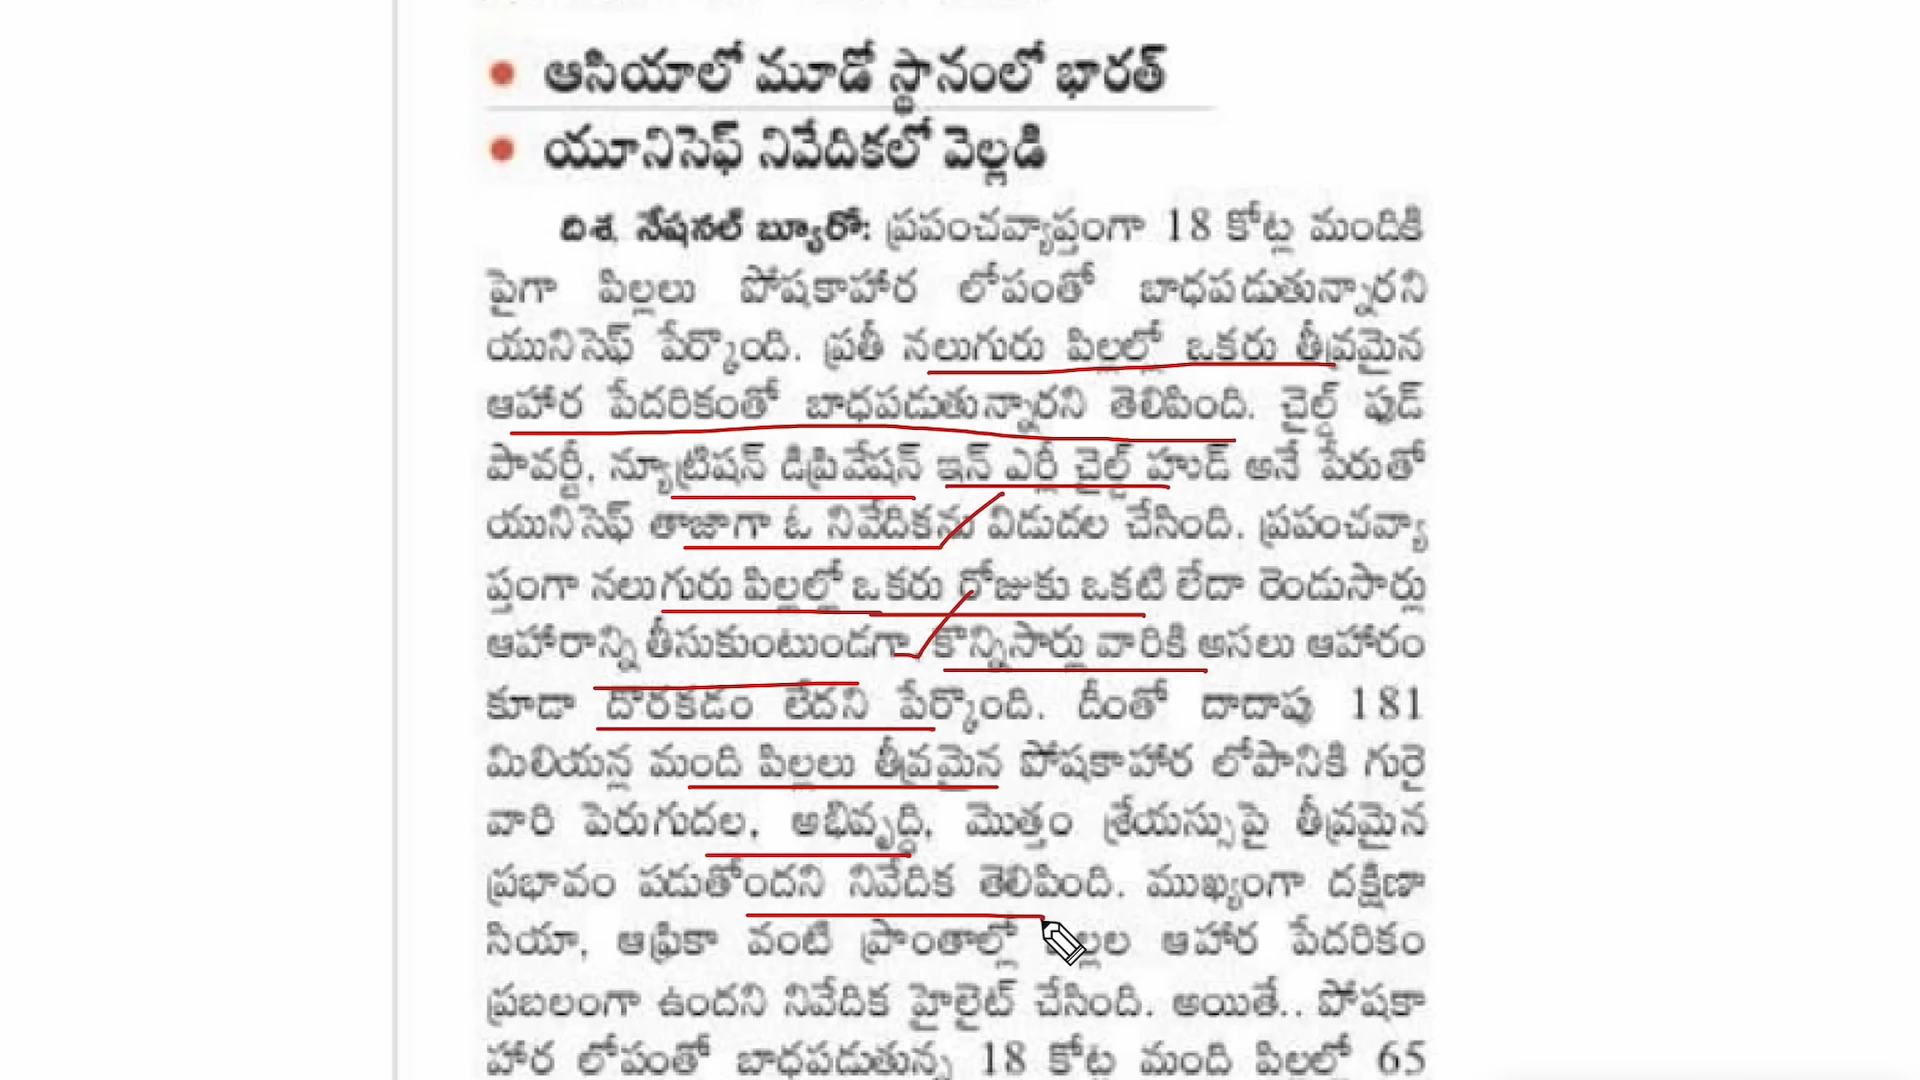 ఆసియాలో మూడో స్థానంలో భారత్
యూనిసెఫ్ నివేదికలో వెల్లడి
దిశ, నేషనల్ బ్యూరో: ప్రపంచవ్యాప్తంగా 18 కోట్ల మందికి
పైగా పిల్లలు పోషకాహార లోపంతో బాధపడుతున్నారని
యునిసెఫ్ పేర్కొంది. ప్రతీ నలుగురు పిల్లల్లో ఒకరు తీవ్రమైన
ఆహార పేదరికంతో బాధపడుతున్నారని తెలిపింది. చైల్డ్ ఫుడ్
పావర్టీ, న్యూట్రిషన్ డిప్రివేషన్ ఇన్ ఎర్లీ చైల్డ్ హుడ్ అనే పేరుతో
యునిసెఫ్ తాజాగా ఓ నివేదికను విడుదల చేసింది. ప్రపంచవ్యా
ప్తంగా నలుగురు పిల్లల్లో ఒకరు రోజుకు ఒకటి లేదా రెండుసార్లు
ఆహారాన్ని తీసుకుంటుండగా, కొన్నిసార్లు వారికి అసలు ఆహారం
కూడా దొరకడం లేదని పేర్కొంది. దీంతో దాదాపు 181
మిలియన్ల మంది పిల్లలు తీవ్రమైన పోషకాహార లోపానికి గురై
వారి పెరుగుదల, అభివృద్ధి, మొత్తం శ్రేయస్సుపై తీవ్రమైన
ప్రభావం పడుతోందని నివేదిక తెలిపింది. ముఖ్యంగా దక్షిణా
సియా, ఆఫ్రికా వంటి ప్రాంతాల్లో ఆహార పేదరికం
ప్రబలంగా ఉందని నివేదిక హైలైట్ చేసింది. అయితే.. పోషకా
హార లోపంతో బాధపడుతున్న 18 కోట్ల మంది పిల్లల్లో 65